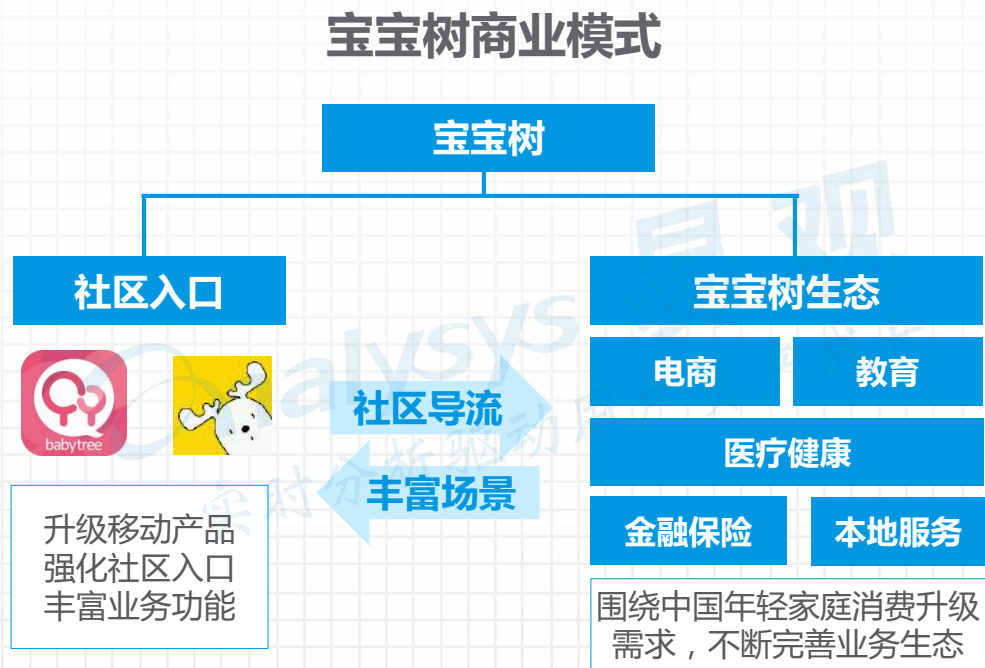 宝宝树商业模式
宝宝树
社区入口
宝宝树生态
babytree
社区导流
丰富场景
电商
教育
医疗健康
金融保险
本地服务
升级移动产品
强化社区入口
丰富业务功能
围绕中国年轻家庭消费升级
需求，不断完善业务生态